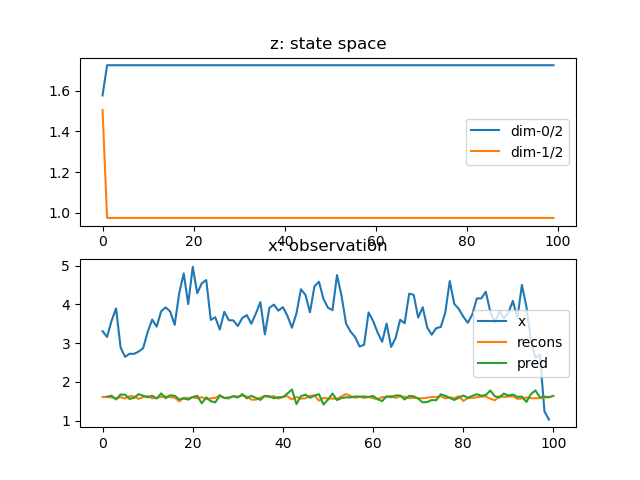 z: state space
1.6
1.4
1.2
1.0
dim-0/2
dim-1/2
0 20 40 60 80 100
x: observation
5
4
3
2
1
x
recons
pred
0 20 40 60 80 100